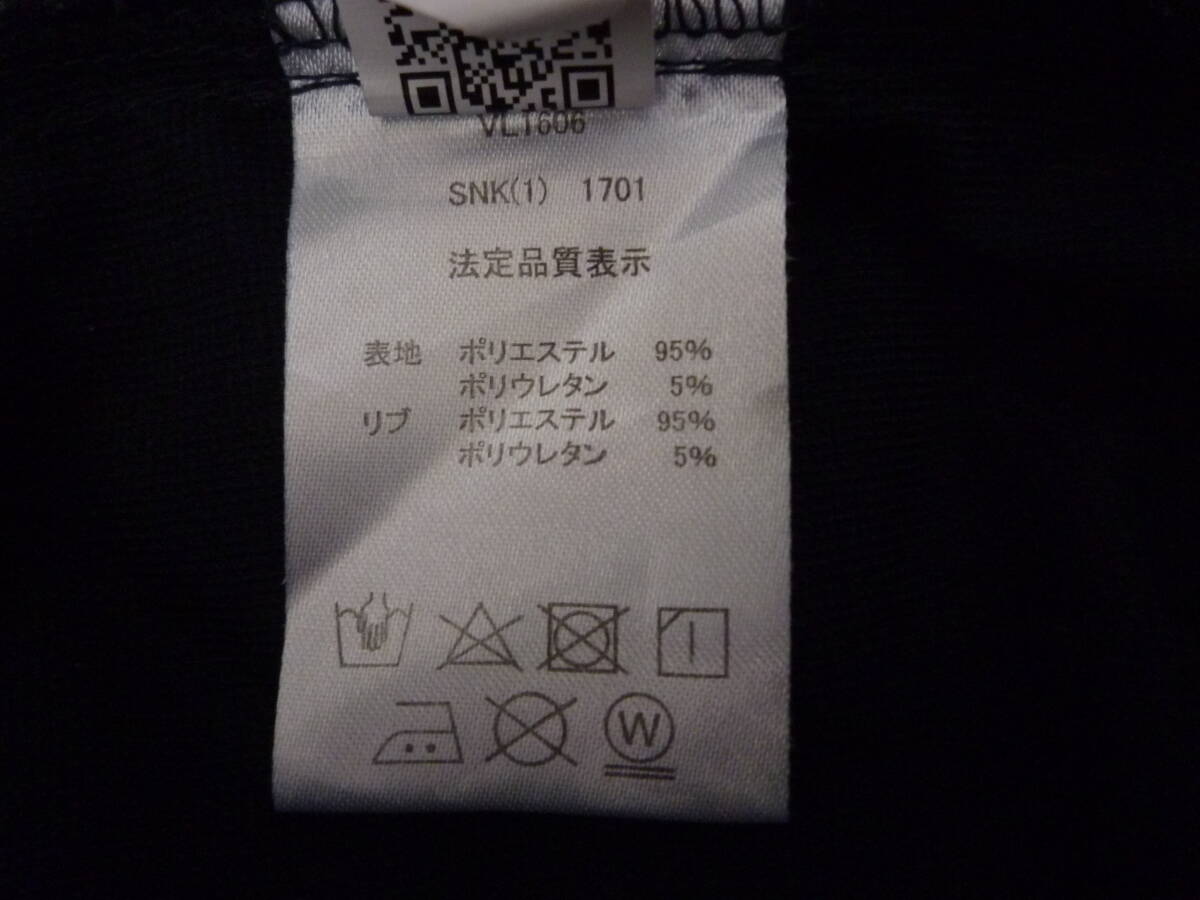 VLT606
SNK(1) 1701
法定品質表示
表地 ポリエステル 95%
ポリウレタン 5%
リブ ポリエステル 95%
ポリウレタン 5%
W